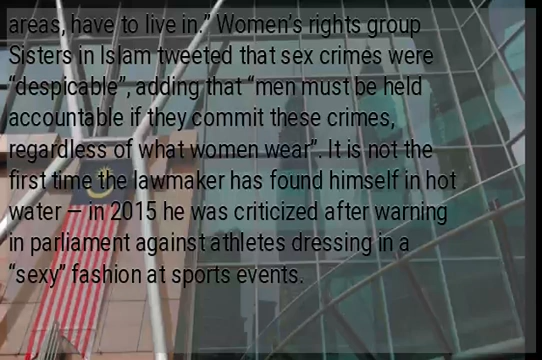 areas, have to live in.” Women’s rights group
Sisters in Islam tweeted that sex crimes were
“despicable”, adding that “men must be held
accountable if they commit these crimes,
regardless of what women wear”. It is not the
first time the lawmaker has found himself in hot
water — in 2015 he was criticized after warning
in parliament against athletes dressing in a
“sexy” fashion at sports events.